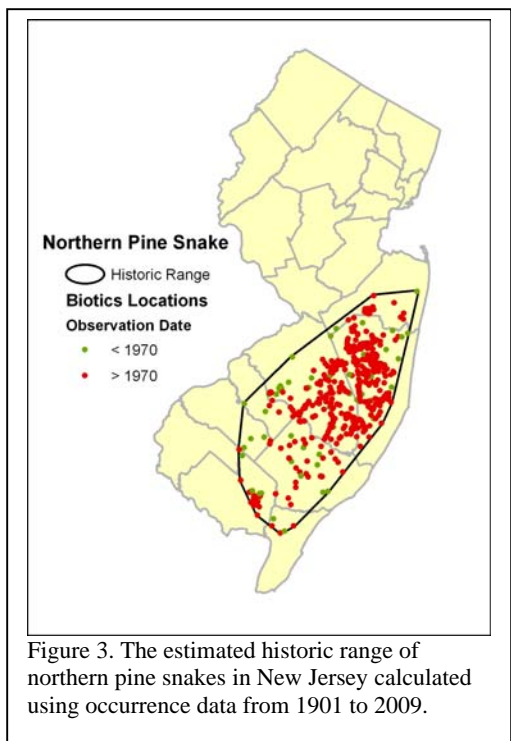 Northern Pine Snake
Historic Range
Biotics Locations
Observation Date
< 1970
> 1970
Figure 3. The estimated historic range of
northern pine snakes in New Jersey calculated
using occurrence data from 1901 to 2009.